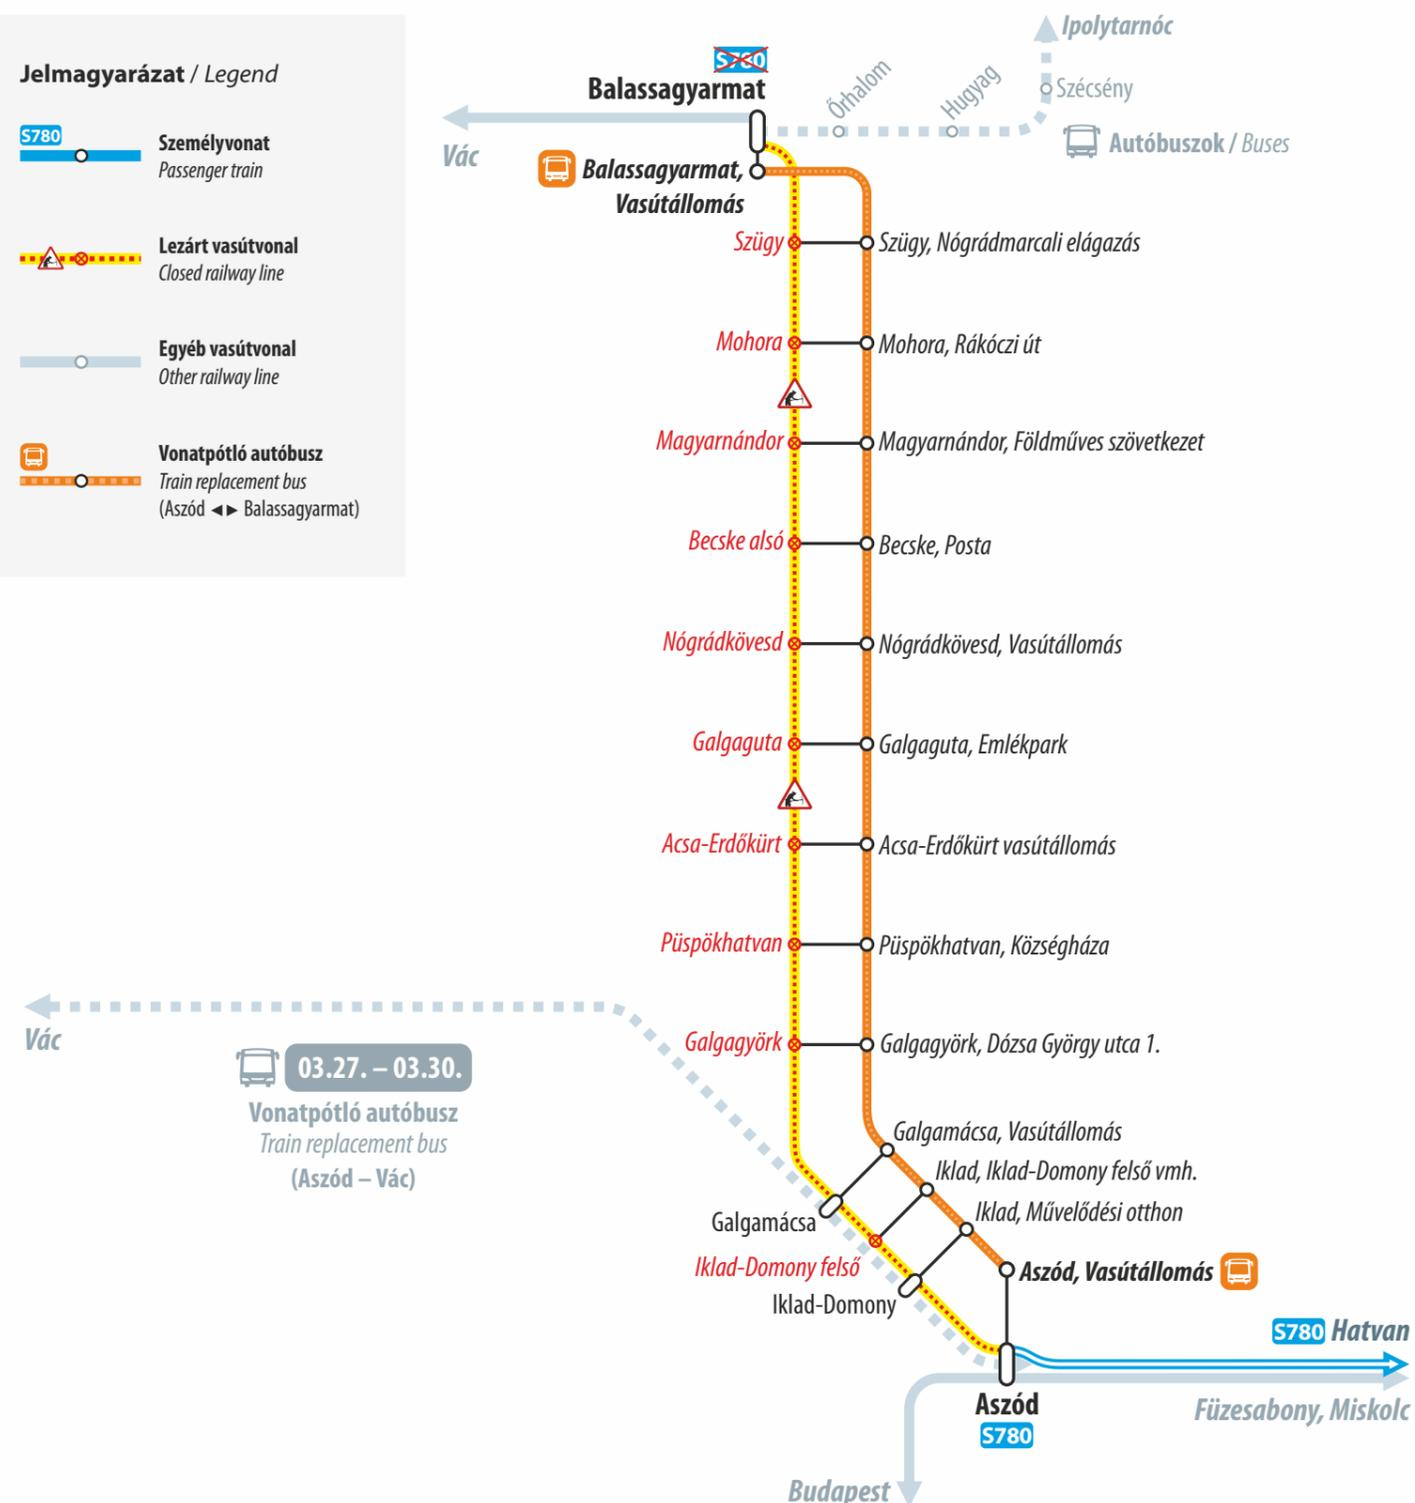 Jelmagyarázat / Legend
S780
Személyvonat
Passenger train
Lezárt vasútvonal
Closed railway line
Egyéb vasútvonal
Other railway line
Vonatpótló autóbusz
Train replacement bus
(Aszód ◄► Balassagyarmat)
Ipolytarnóc
S780
Balassagyarmat
Őrhalom
Hugyag
Szécsény
Vác
Autóbuszok / Buses
Balassagyarmat,
Vasútállomás
Szügy
Szügy, Nógrádmarcali elágazás
Mohora
Mohora, Rákóczi út
Magyarnándor
Magyarnándor, Földműves szövetkezet
Becske alsó
Becske, Posta
Nógrádkövesd
Nógrádkövesd, Vasútállomás
Galgaguta
Galgaguta, Emlékpark
Acsa-Erdőkürt
Acsa-Erdőkürt vasútállomás
Püspökhatvan
Püspökhatvan, Községháza
Galgagyörk
Galgagyörk, Dózsa György utca 1.
Vác
03.27. – 03.30.
Vonatpótló autóbusz
Train replacement bus
(Aszód – Vác)
Galgamácsa, Vasútállomás
Iklad, Iklad-Domony felső vmh.
Iklad, Művelődési otthon
Galgamácsa
Iklad-Domony felső
Iklad-Domony
Aszód, Vasútállomás
S780 Hatvan
Aszód
S780
Füzesabony, Miskolc
Budapest